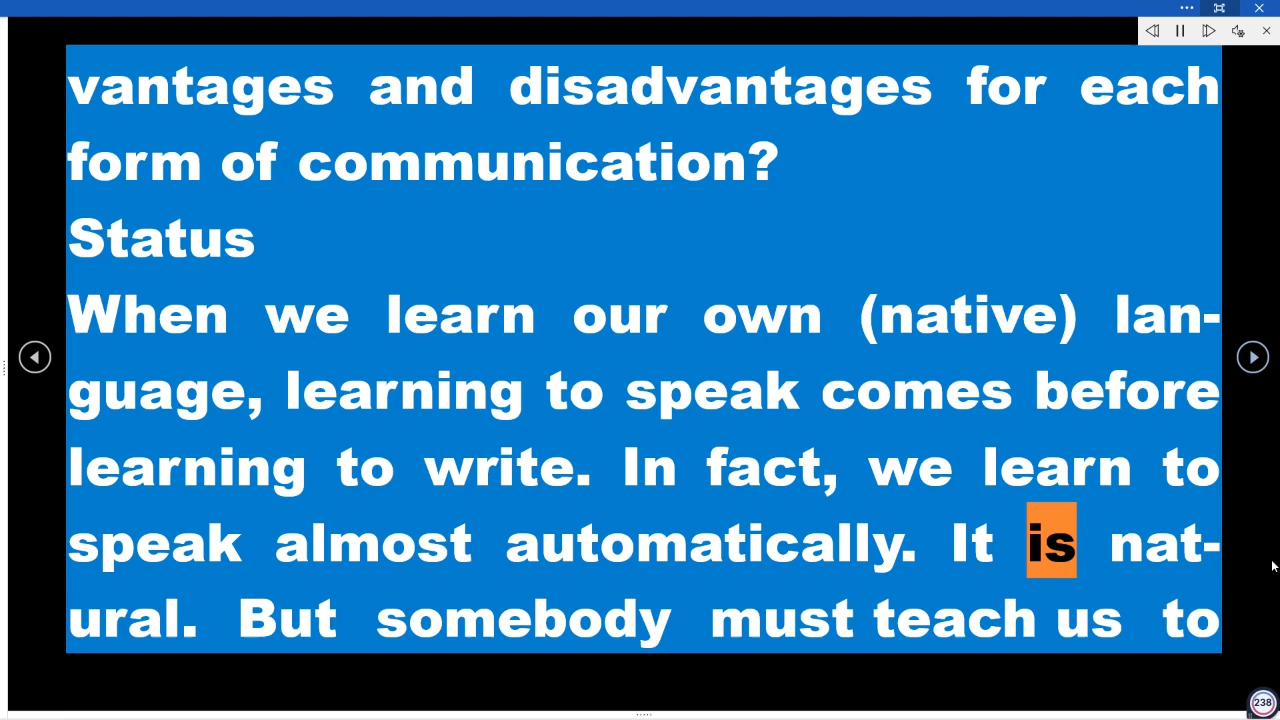 vantages and disadvantages for each
form of communication?
Status
When we learn our own (native) lan-
guage, learning to speak comes before
learning to write. In fact, we learn to
speak almost automatically. It is nat-
ural. But somebody must teach us to
238